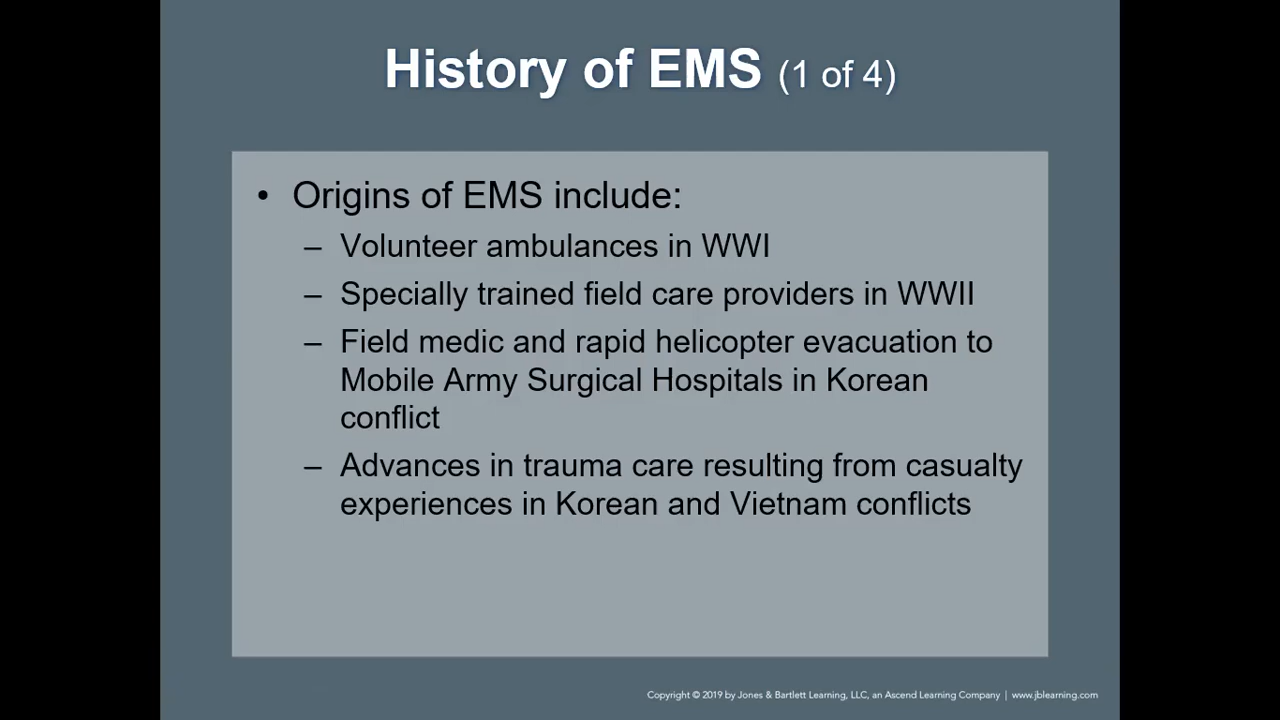 History of EMS (1 of 4)
• Origins of EMS include:
– Volunteer ambulances in WWI
– Specially trained field care providers in WWII
– Field medic and rapid helicopter evacuation to
Mobile Army Surgical Hospitals in Korean
conflict
– Advances in trauma care resulting from casualty
experiences in Korean and Vietnam conflicts
Copyright © 2019 by Jones & Bartlett Learning, LLC, an Ascend Learning Company | www.jblearning.com